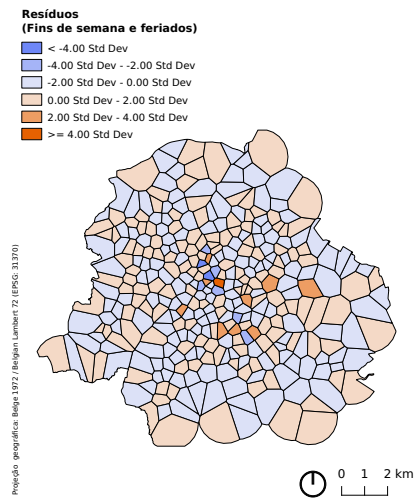 Resíduos
(Fins de semana e feriados)
< -4.00 Std Dev
-4.00 Std Dev - -2.00 Std Dev
-2.00 Std Dev - 0.00 Std Dev
0.00 Std Dev - 2.00 Std Dev
2.00 Std Dev - 4.00 Std Dev
>= 4.00 Std Dev
Projeção geográfica: Belge 1972 / Belgian Lambert 72 (EPSG: 31370)
0 1 2 km